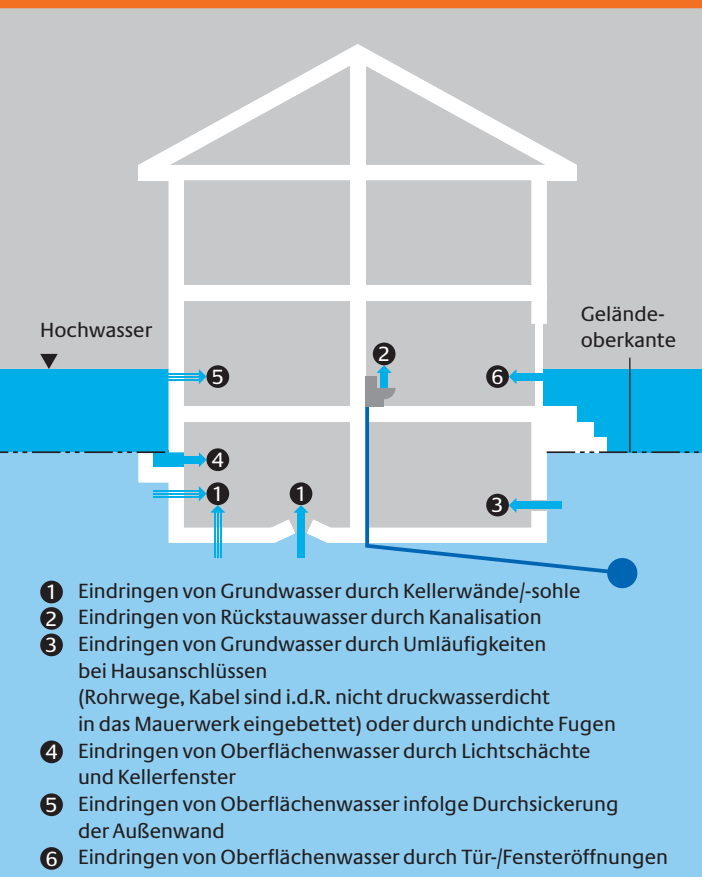 Hochwasser
Gelände-
oberkante
2
5
6
4
1
1
3
1 Eindringen von Grundwasser durch Kellerwände/-sohle
2 Eindringen von Rückstauwasser durch Kanalisation
3 Eindringen von Grundwasser durch Umläufigkeiten
bei Hausanschlüssen
(Rohrwege, Kabel sind i.d.R. nicht druckwasserdicht
in das Mauerwerk eingebettet) oder durch undichte Fugen
4 Eindringen von Oberflächenwasser durch Lichtschächte
und Kellerfenster
5 Eindringen von Oberflächenwasser infolge Durchsickerung
der Außenwand
6 Eindringen von Oberflächenwasser durch Tür-/Fensteröffnungen